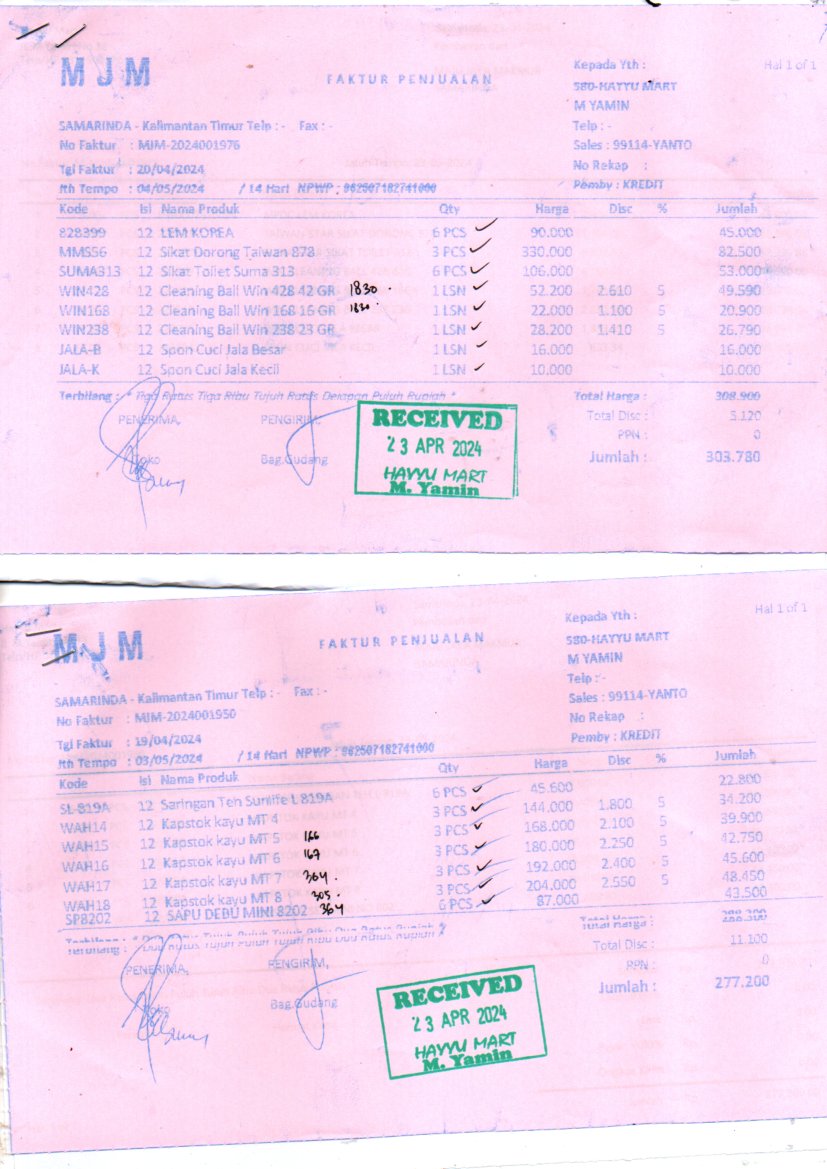 M J M
FAKTUR PENJUALAN
Kepada Yth :
Hal 1 of 1
580-HAYYU MART
M YAMIN
SAMARINDA - Kalimantan Timur Telp : - Fax : -
Telp : -
No Faktur : MJM-2024001976
Sales : 99114-YANTO
Tgl Faktur : 20/04/2024
No Rekap :
Jth Tempo : 04/05/2024 / 14 Hari NPWP : 962507182741000
Pemby : KREDIT
Kode Isi Nama Produk Qty Harga Disc % Jumlah
828399 12 LEM KOREA 6 PCS 90.000 45.000
MMS56 12 Sikat Dorong Taiwan 878 3 PCS 330.000 82.500
SUMA313 12 Sikat Toilet Suma 313 6 PCS 106.000 53.000
WIN428 12 Cleaning Ball Win 428 42 GR 1830 1 LSN 52.200 2.610 5 49.590
WIN168 12 Cleaning Ball Win 168 16 GR 1830 1 LSN 22.000 1.100 5 20.900
WIN238 12 Cleaning Ball Win 238 23 GR 1 LSN 28.200 1.410 5 26.790
JALA-B 12 Spon Cuci Jala Besar 1 LSN 16.000 16.000
JALA-K 12 Spon Cuci Jala Kecil 1 LSN 10.000 10.000
Terbilang : * Tiga Ratus Tiga Ribu Tujuh Ratus Delapan Puluh Rupiah *
Total Harga : 308.900
PENERIMA, PENGIRIM,
Total Disc : 5.120
PPN : 0
Jumlah : 303.780
Toko Bag.Gudang
RECEIVED
23 APR 2024
HAYYU MART
M. Yamin
M J M
FAKTUR PENJUALAN
Kepada Yth :
Hal 1 of 1
580-HAYYU MART
M YAMIN
SAMARINDA - Kalimantan Timur Telp : - Fax : -
Telp : -
No Faktur : MJM-2024001950
Sales : 99114-YANTO
No Rekap :
Tgl Faktur : 19/04/2024
Pemby : KREDIT
Jth Tempo : 03/05/2024 / 14 Hari NPWP : 962507182741000
Kode Isi Nama Produk Qty Harga Disc % Jumlah
SL-819A 12 Saringan Teh Sunlife L 819A 6 PCS 45.600 22.800
WAH14 12 Kapstok kayu MT 4 3 PCS 144.000 1.800 5 34.200
WAH15 12 Kapstok kayu MT 5 166 3 PCS 168.000 2.100 5 39.900
WAH16 12 Kapstok kayu MT 6 167 3 PCS 180.000 2.250 5 42.750
WAH17 12 Kapstok kayu MT 7 364 3 PCS 192.000 2.400 5 45.600
WAH18 12 Kapstok kayu MT 8 305 3 PCS 204.000 2.550 5 48.450
SP8202 12 SAPU DEBU MINI 8202 364 6 PCS 87.000 43.500
Terbilang : * Dua Ratus Tujuh Puluh Tujuh Ribu Dua Ratus Rupiah *
Total Harga : 288.300
PENERIMA, PENGIRIM,
Total Disc : 11.100
PPN : 0
Jumlah : 277.200
Toko Bag.Gudang
RECEIVED
23 APR 2024
HAYYU MART
M. Yamin